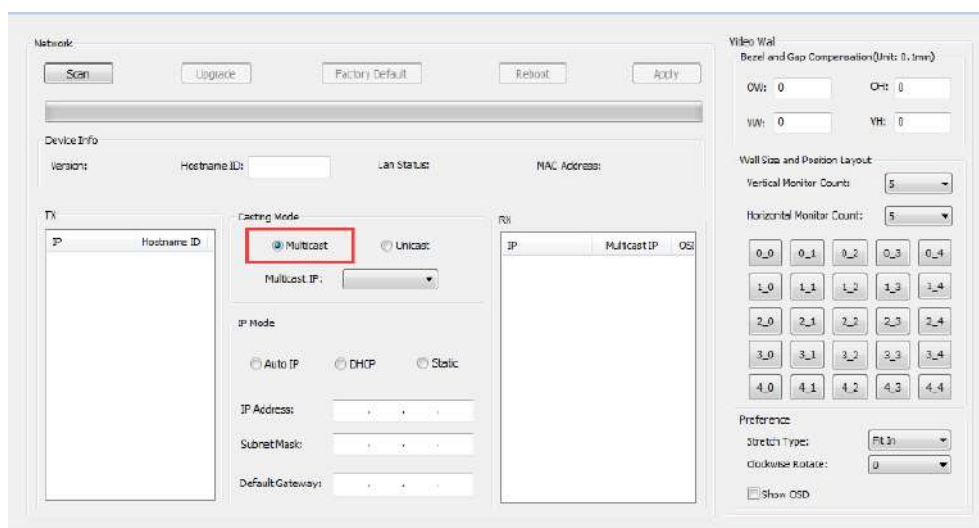 Network
Scan Upgrade Factory Default Reboot Apply
Device Info
Version: Hostname ID: Lan Status: MAC Address:
TX
IP Hostname ID
Casting Mode
Multicast Unicast
Multicast IP:
IP Mode
Auto IP DHCP Static
IP Address:
Subnet Mask:
Default Gateway:
RX
IP Multicast IP OSI
Video Wall
Bezel and Gap Compensation(Unit: 0.1mm)
OW: 0 OH: 0
VW: 0 VH: 0
Wall Size and Position Layout
Vertical Monitor Count: 5
Horizontal Monitor Count: 5
0_0 0_1 0_2 0_3 0_4
1_0 1_1 1_2 1_3 1_4
2_0 2_1 2_2 2_3 2_4
3_0 3_1 3_2 3_3 3_4
4_0 4_1 4_2 4_3 4_4
Preference
Stretch Type: Fit In
Clockwise Rotate: 0
Show OSD